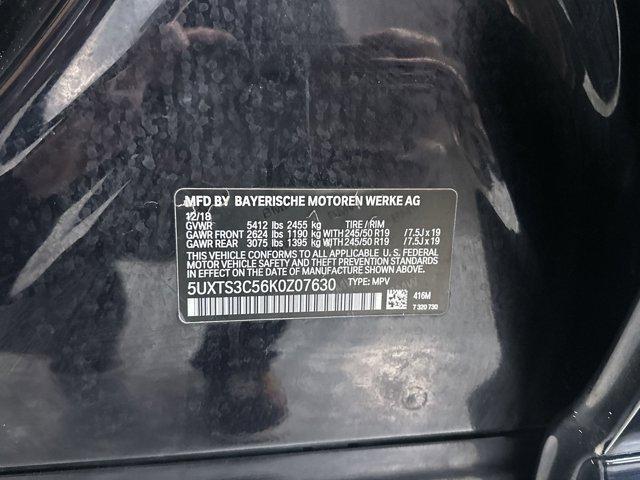 MFD BY BAYERISCHE MOTOREN WERKE AG
12/18
GVWR 5412 lbs 2455 kg TIRE / RIM
GAWR FRONT 2624 lbs 1190 kg WITH 245/50 R19 /7.5J x 19
GAWR REAR 3075 lbs 1395 kg WITH 245/50 R19 /7.5J x 19
THIS VEHICLE CONFORMS TO ALL APPLICABLE U. S. FEDERAL
MOTOR VEHICLE SAFETY AND THEFT PREVENTION STANDARDS
IN EFFECT ON THE DATE OF MANUFACTURE SHOWN ABOVE.
5UXTS3C56K0Z07630 TYPE: MPV
416M
7 320 730